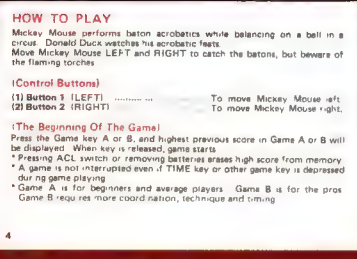 HOW TO PLAY
Mickey Mouse performs baton acrobatics while balancing on a ball in a
circus. Donald Duck watches his acrobatic feats.
Move Mickey Mouse LEFT and RIGHT to catch the batons, but beware of
the flaming torches
(Control Buttons)
(1) Button 1 (LEFT) ............ ... To move Mickey Mouse left
(2) Button 2 (RIGHT) To move Mickey Mouse right.
(The Beginning Of The Game)
Press the Game key A or B, and highest previous score in Game A or B will
be displayed When key is released, game starts
* Pressing ACL switch or removing batteries erases high score from memory
* A game is not interrupted even if TIME key or other game key is depressed
during game playing
* Game A is for beginners and average players Game B is for the pros
Game B requires more coordination, technique and timing
4